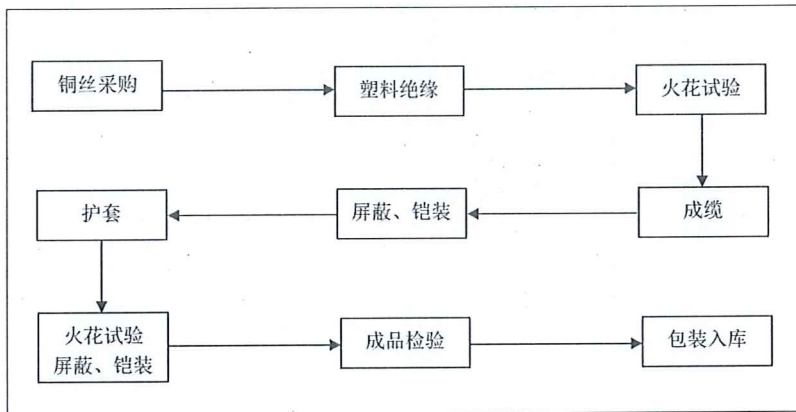 铜丝采购
塑料绝缘
火花试验
成缆
屏蔽、铠装
护套
火花试验
屏蔽、铠装
成品检验
包装入库